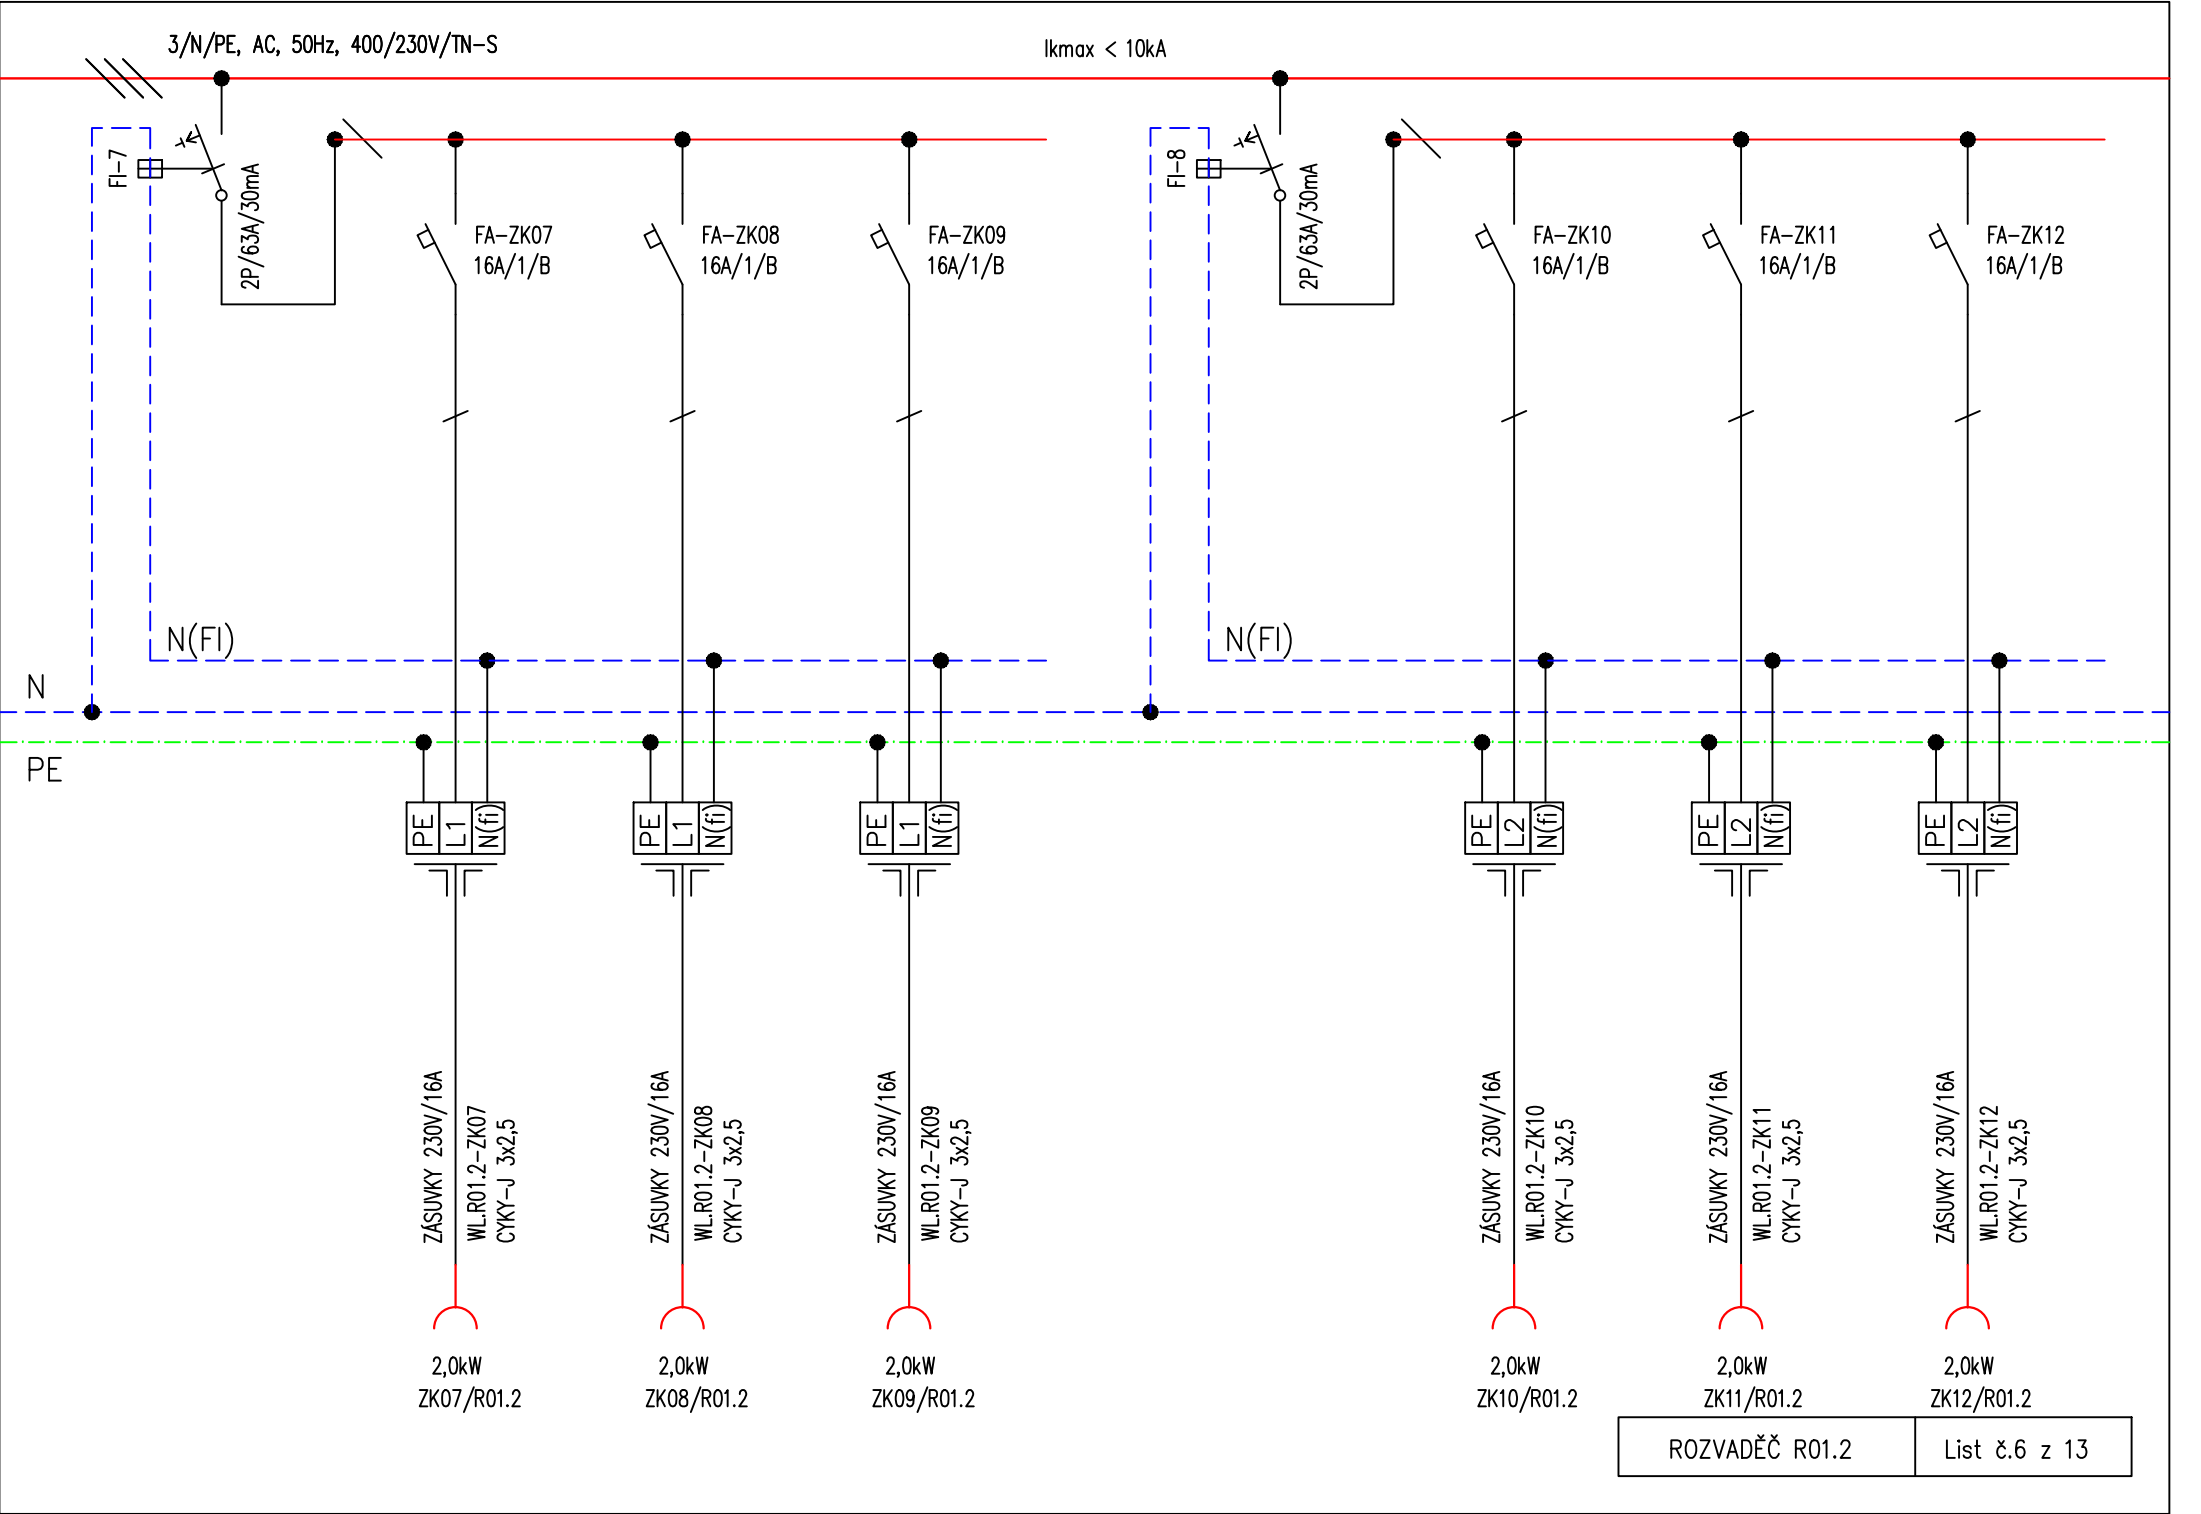 3/N/PE, AC, 50Hz, 400/230V/TN-S
Ikmax < 10kA
FI-7
2P/63A/30mA
FA-ZK07
16A/1/B
FA-ZK08
16A/1/B
FA-ZK09
16A/1/B
FI-8
2P/63A/30mA
FA-ZK10
16A/1/B
FA-ZK11
16A/1/B
FA-ZK12
16A/1/B
N(FI)
N(FI)
N
PE
PE L1 N(fi)
PE L1 N(fi)
PE L1 N(fi)
PE L2 N(fi)
PE L2 N(fi)
PE L2 N(fi)
ZÁSUVKY 230V/16A
WL.R01.2-ZK07
CYKY-J 3x2,5
ZÁSUVKY 230V/16A
WL.R01.2-ZK08
CYKY-J 3x2,5
ZÁSUVKY 230V/16A
WL.R01.2-ZK09
CYKY-J 3x2,5
ZÁSUVKY 230V/16A
WL.R01.2-ZK10
CYKY-J 3x2,5
ZÁSUVKY 230V/16A
WL.R01.2-ZK11
CYKY-J 3x2,5
ZÁSUVKY 230V/16A
WL.R01.2-ZK12
CYKY-J 3x2,5
2,0kW
ZK07/R01.2
2,0kW
ZK08/R01.2
2,0kW
ZK09/R01.2
2,0kW
ZK10/R01.2
2,0kW
ZK11/R01.2
2,0kW
ZK12/R01.2
ROZVADĚČ R01.2
List č.6 z 13